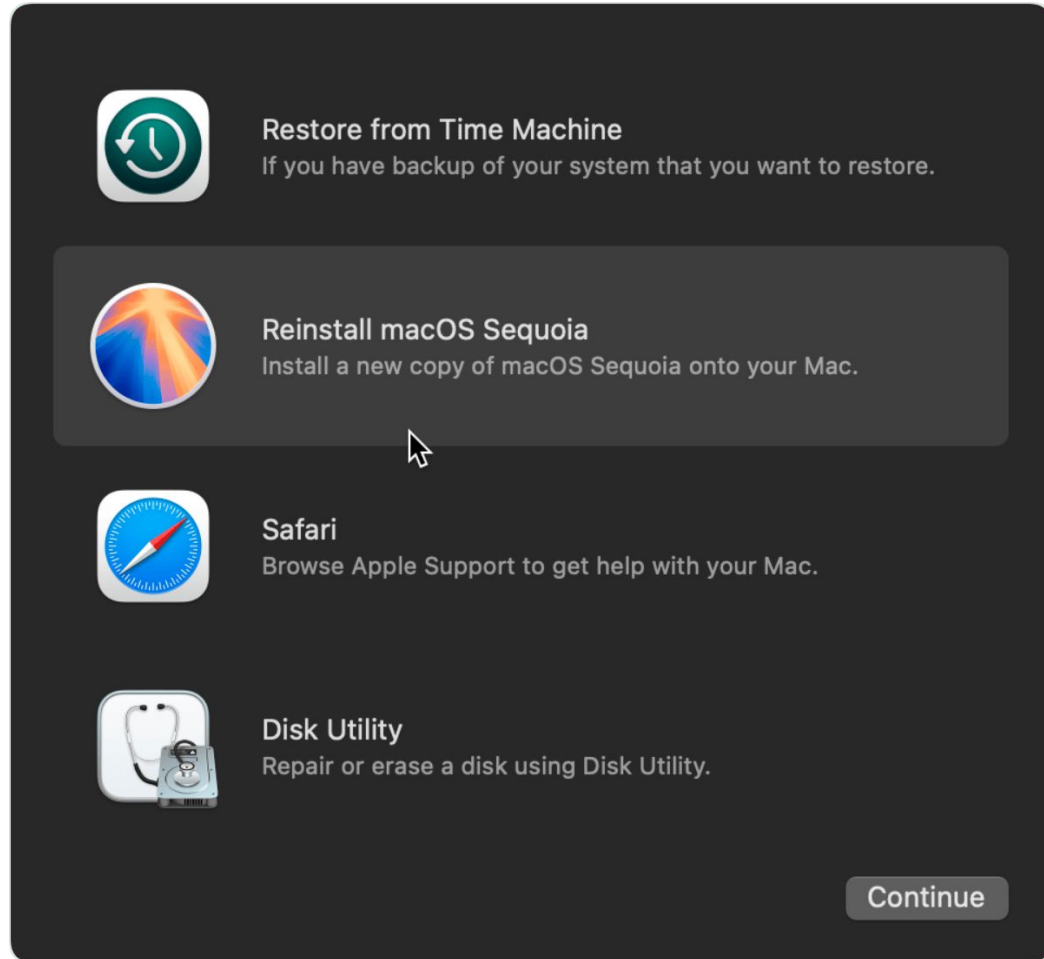 Restore from Time Machine
If you have backup of your system that you want to restore.
Reinstall macOS Sequoia
Install a new copy of macOS Sequoia onto your Mac.
Safari
Browse Apple Support to get help with your Mac.
Disk Utility
Repair or erase a disk using Disk Utility.
Continue